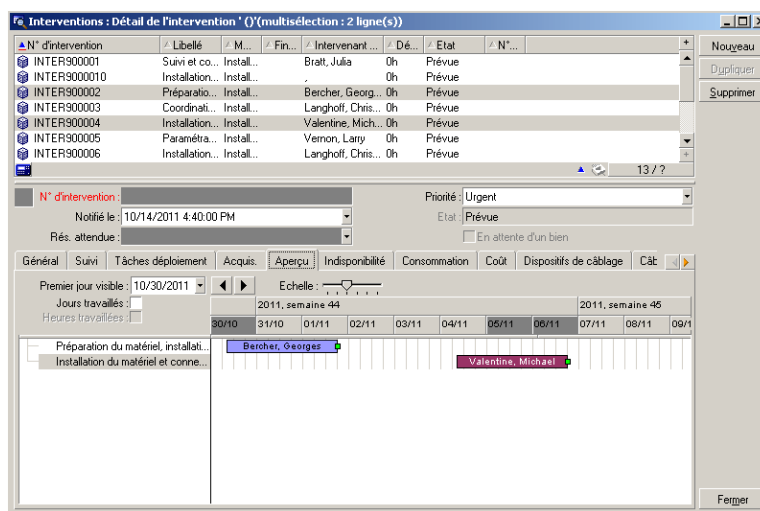 Interventions : Détail de l'intervention ' ()'(multisélection : 2 ligne(s))
N° d'intervention Libellé M... Fin... Intervenant ... Dé... Etat N°...
INTER900001 Suivi et co... Install... Bratt, Julia 0h Prévue
INTER90000010 Installation... Install... , 0h Prévue
INTER900002 Préparatio... Install... Bercher, Georg... 0h Prévue
INTER900003 Coordinati... Install... Langhoff, Chris... 0h Prévue
INTER900004 Installation... Install... Valentine, Mich... 0h Prévue
INTER900005 Paramétra... Install... Vernon, Larry 0h Prévue
INTER900006 Installation... Install... Langhoff, Chris... 0h Prévue
13 / ?
Nouveau
Dupliquer
Supprimer
N° d'intervention :
Priorité : Urgent
Notifié le : 10/14/2011 4:40:00 PM
Etat : Prévue
Rés. attendue :
En attente d'un bien
Général Suivi Tâches déploiement Acquis. Aperçu Indisponibilité Consommation Coût Dispositifs de câblage Câb
Premier jour visible : 10/30/2011 Echelle :
Jours travaillés :
Heures travaillées :
2011, semaine 44 2011, semaine 45
30/10 31/10 01/11 02/11 03/11 04/11 05/11 06/11 07/11 08/11 09/1
Préparation du matériel, installati... Bercher, Georges
Installation du matériel et conne... Valentine, Michael
Fermer